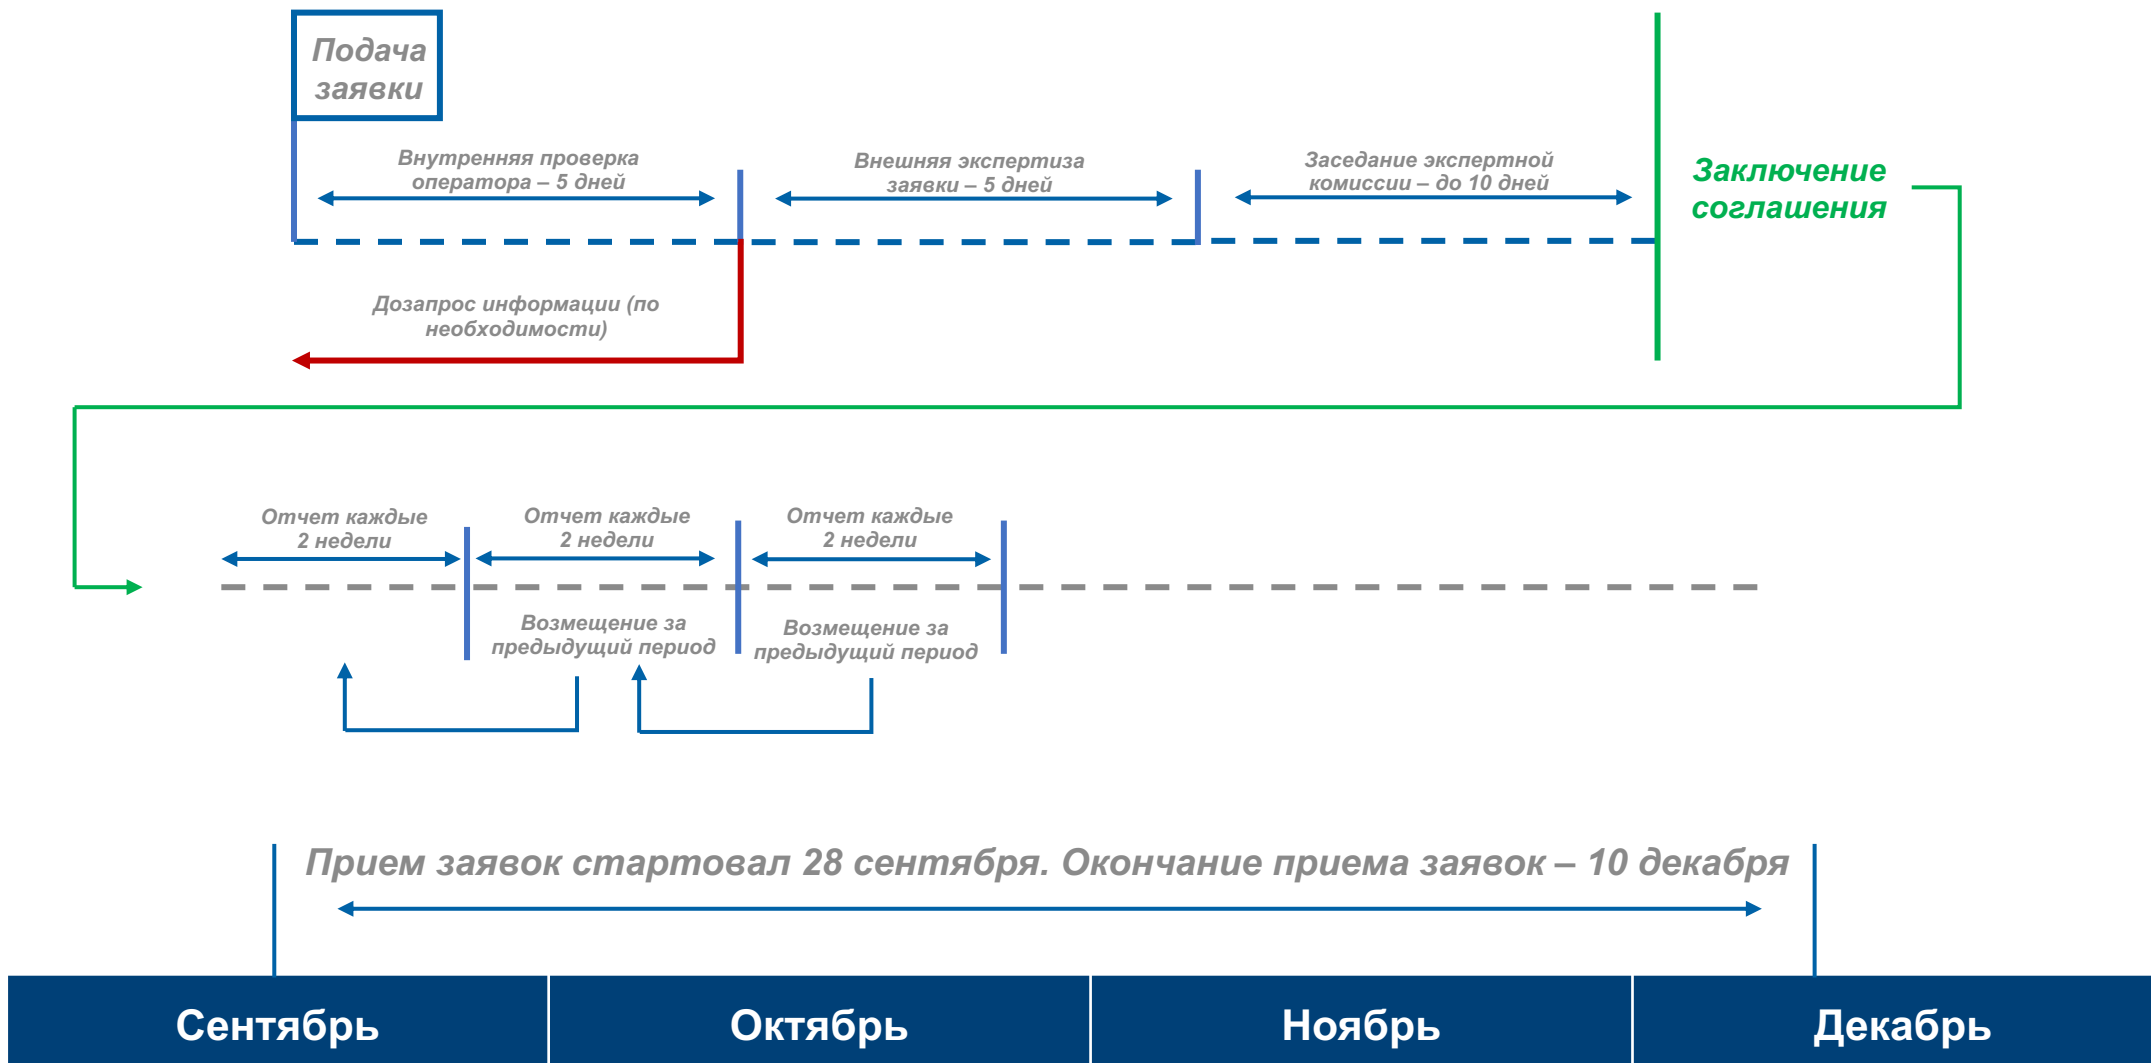 Подача
заявки
Внутренняя проверка
оператора – 5 дней
Внешняя экспертиза
заявки – 5 дней
Заседание экспертной
комиссии – до 10 дней
Заключение
соглашения
Дозапрос информации (по
необходимости)
Отчет каждые
2 недели
Отчет каждые
2 недели
Отчет каждые
2 недели
Возмещение за
предыдущий период
Возмещение за
предыдущий период
Прием заявок стартовал 28 сентября. Окончание приема заявок – 10 декабря
Сентябрь
Октябрь
Ноябрь
Декабрь